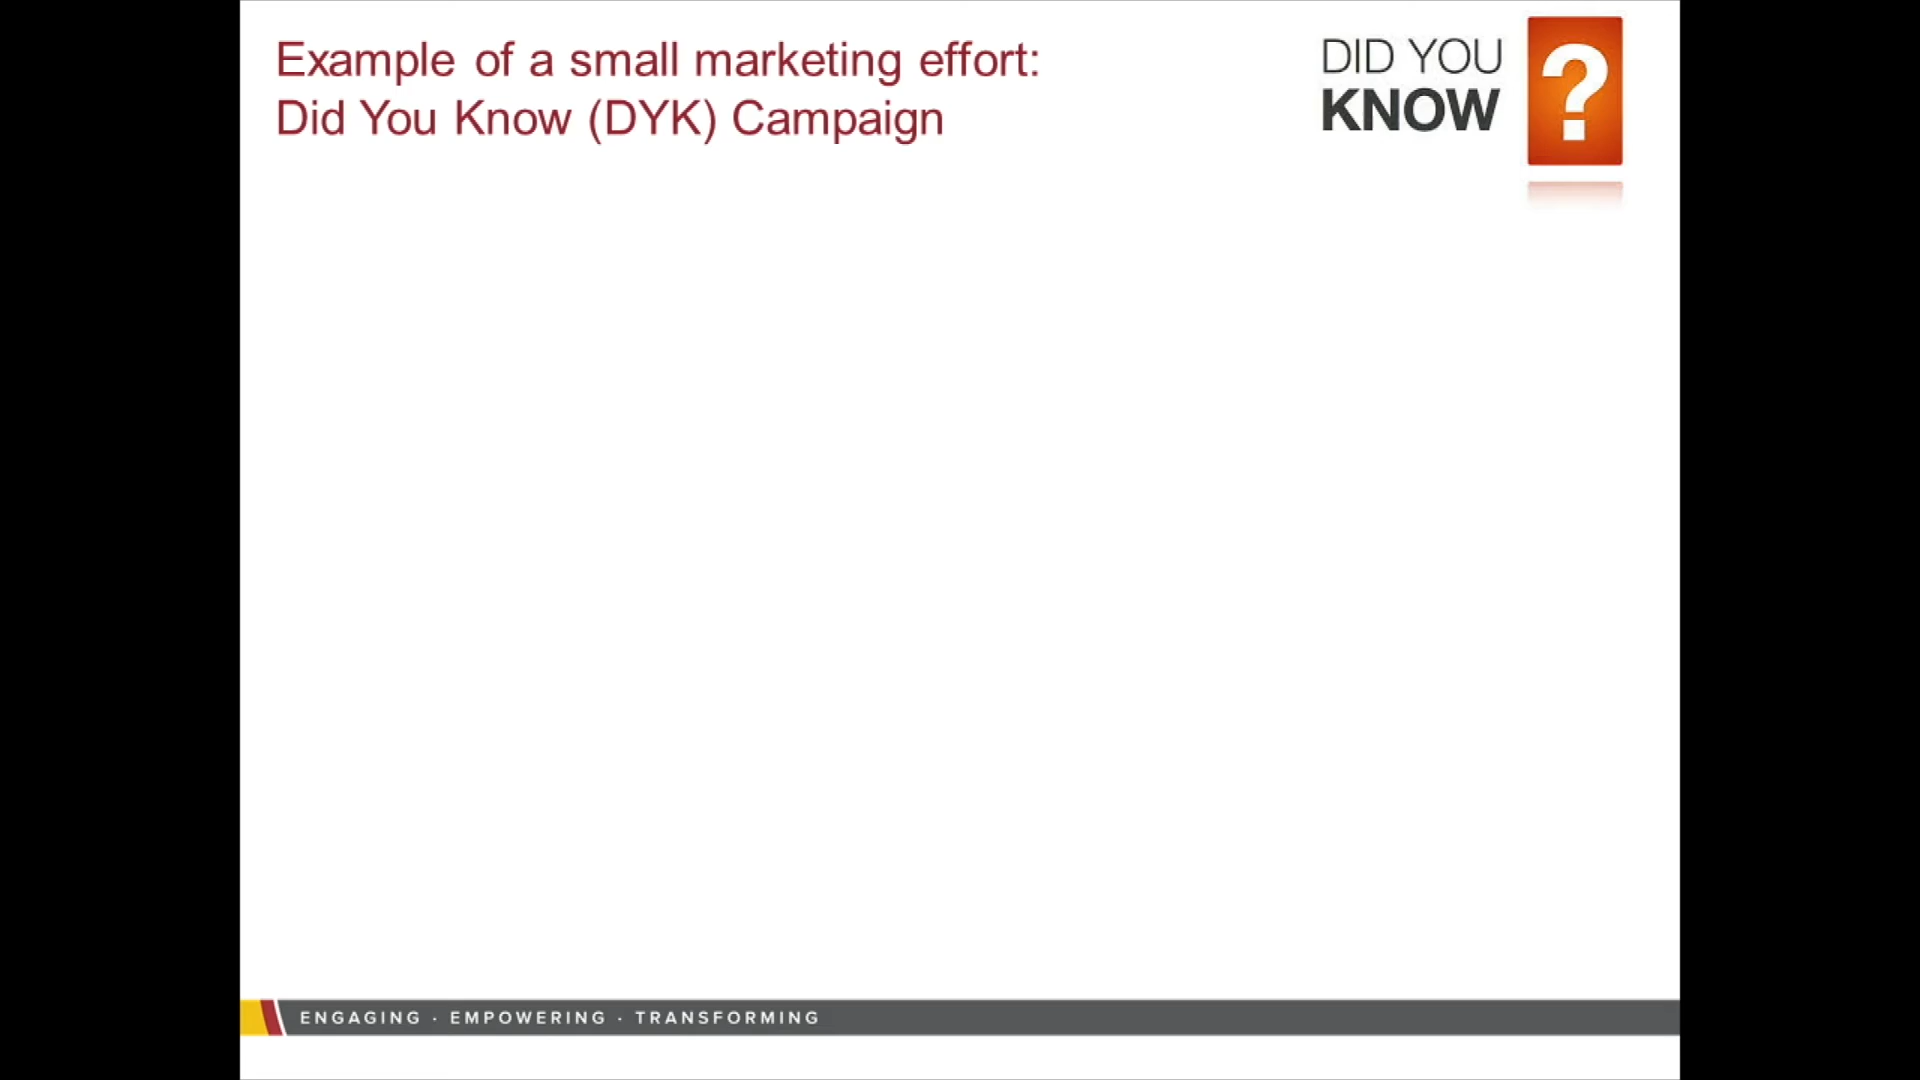 Example of a small marketing effort:
Did You Know (DYK) Campaign
DID YOU
KNOW
?
ENGAGING · EMPOWERING · TRANSFORMING